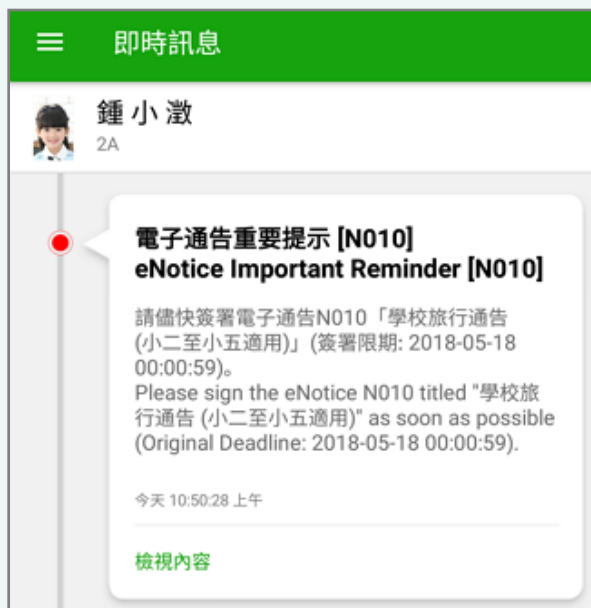 即時訊息
鍾小澂
2A
電子通告重要提示 [N010]
eNotice Important Reminder [N010]
請儘快簽署電子通告N010「學校旅行通告
(小二至小五適用)」(簽署限期: 2018-05-18
00:00:59)。
Please sign the eNotice N010 titled "學校旅
行通告 (小二至小五適用)" as soon as possible
(Original Deadline: 2018-05-18 00:00:59).
今天 10:50:28 上午
檢視內容